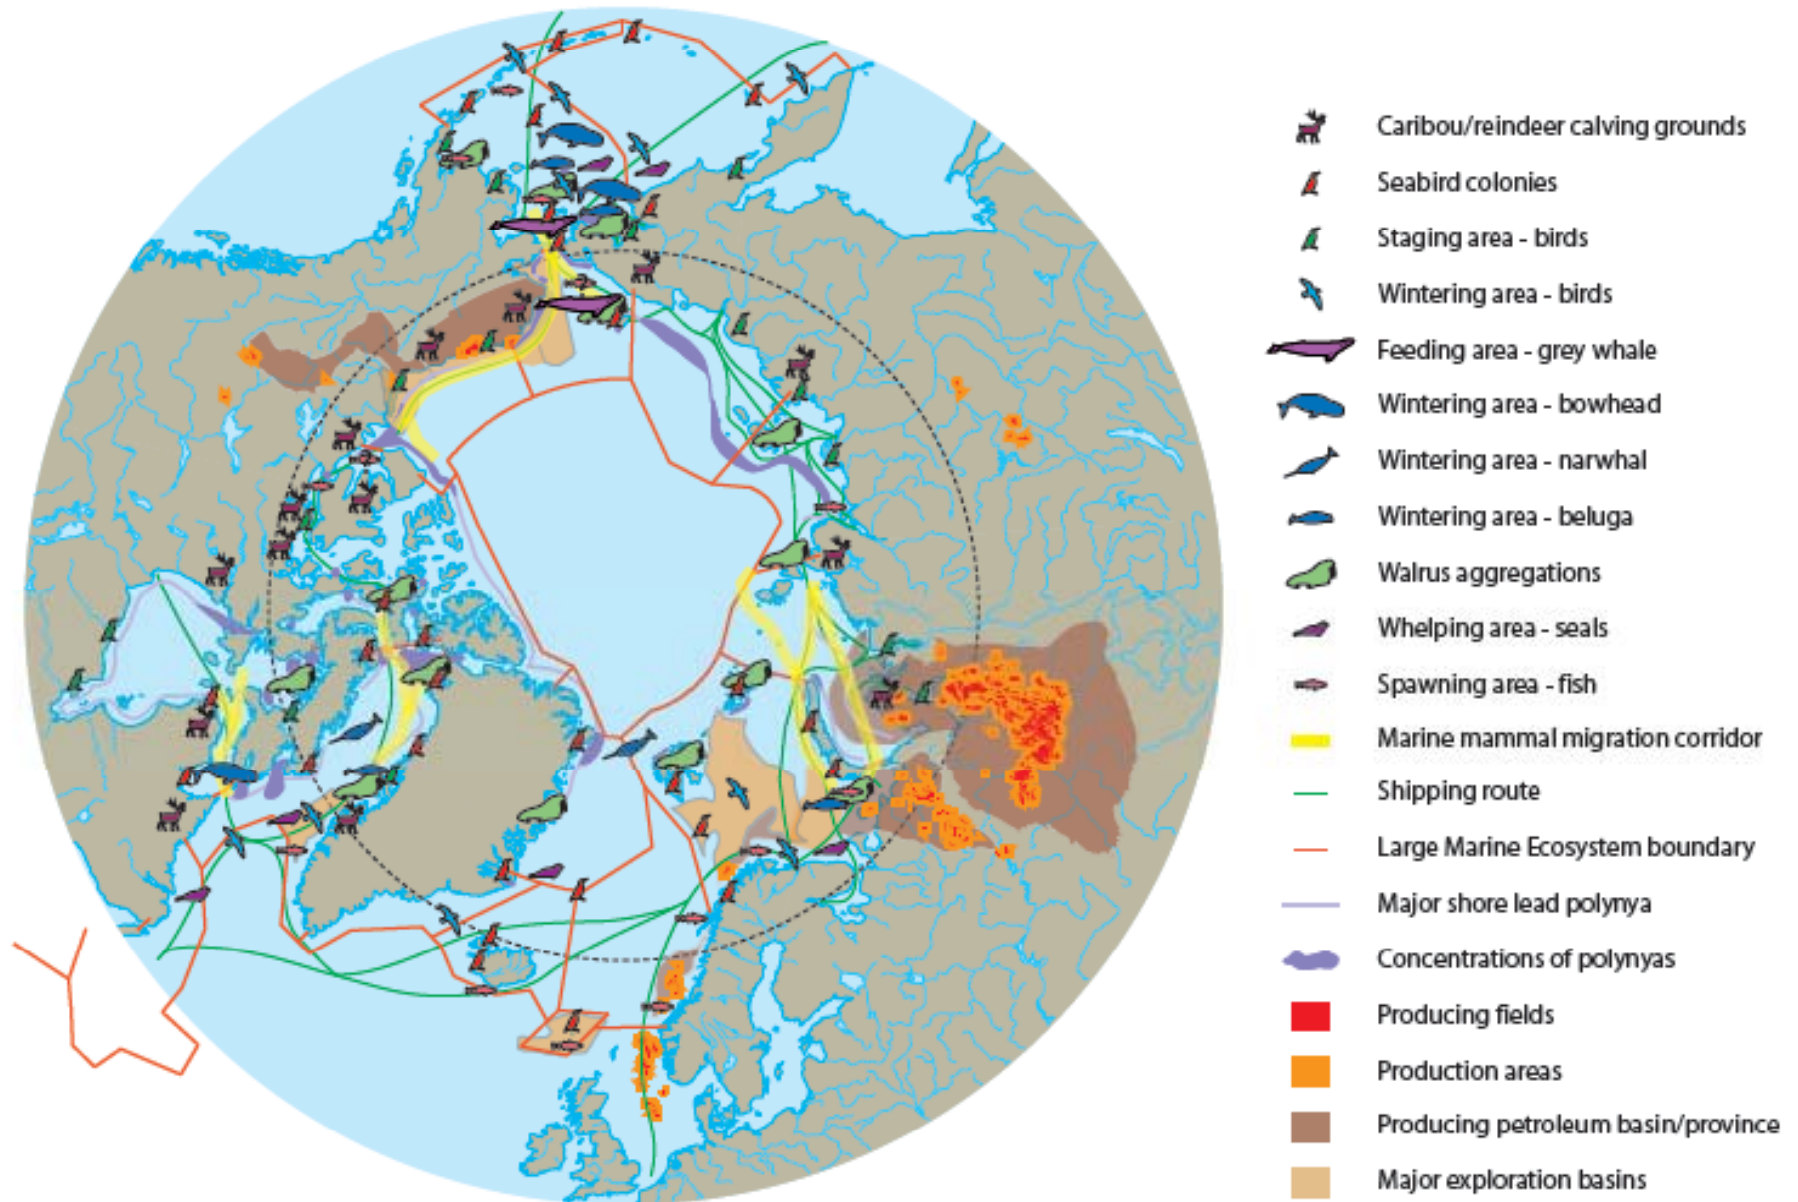 Caribou/reindeer calving grounds
Seabird colonies
Staging area - birds
Wintering area - birds
Feeding area - grey whale
Wintering area - bowhead
Wintering area - narwhal
Wintering area - beluga
Walrus aggregations
Whelping area - seals
Spawning area - fish
Marine mammal migration corridor
Shipping route
Large Marine Ecosystem boundary
Major shore lead polynya
Concentrations of polynyas
Producing fields
Production areas
Producing petroleum basin/province
Major exploration basins